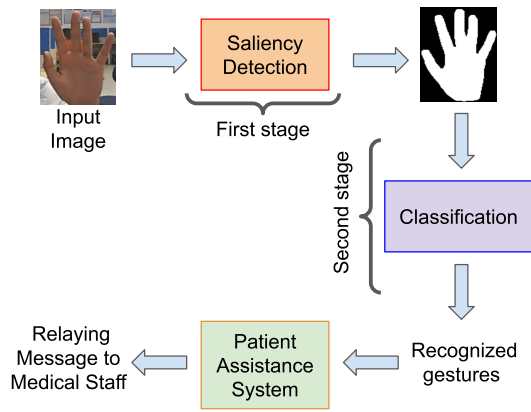 Input
Image
Saliency
Detection
First stage
Second stage
Classification
Recognized
gestures
Patient
Assistance
System
Relaying
Message to
Medical Staff